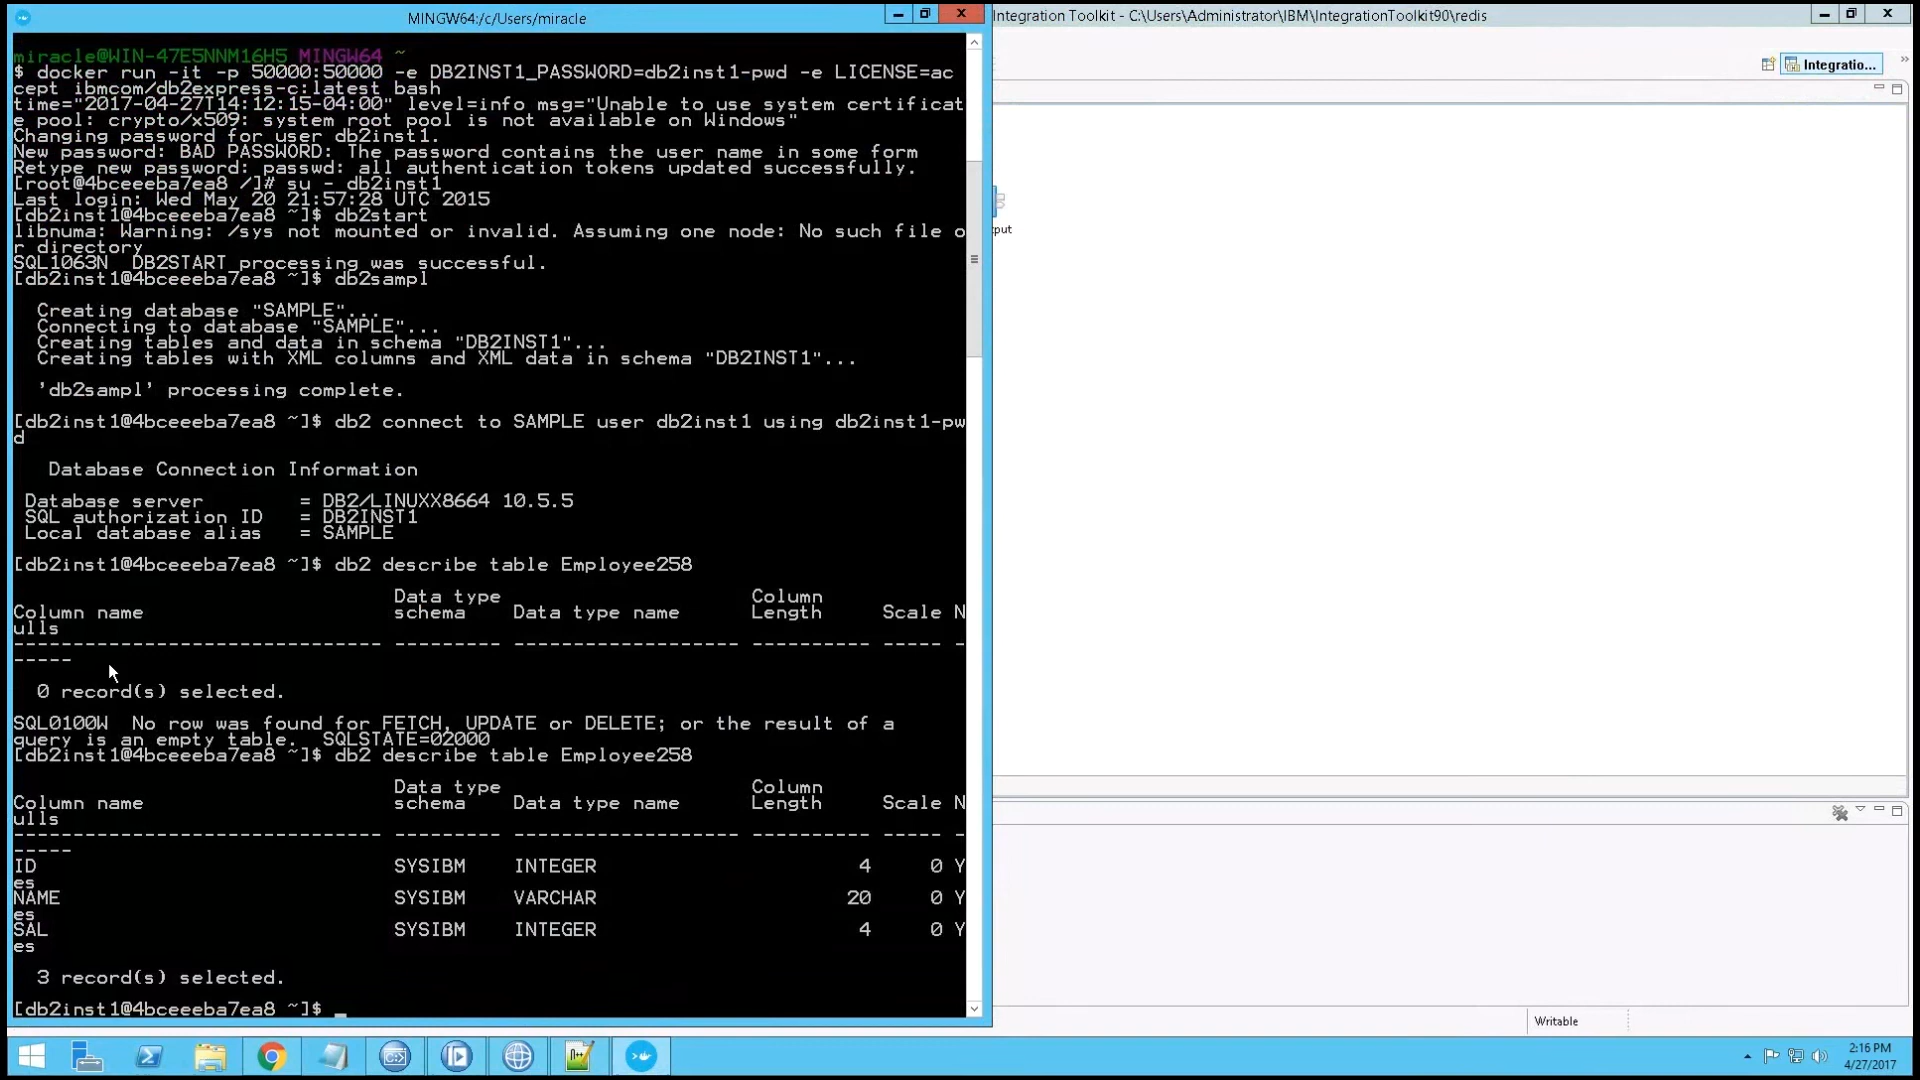 MINGW64:/c/Users/miracle
Integration Toolkit - C:\Users\Administrator\IBM\IntegrationToolkit90\redis
miracle@WIN-47E5NNM16H5 MINGW64 ~
$ docker run -it -p 50000:50000 -e DB2INST1_PASSWORD=db2inst1-pwd -e LICENSE=ac
cept ibmcom/db2express-c:latest bash
time="2017-04-27T14:12:15-04:00" level=info msg="Unable to use system certificat
e pool: crypto/x509: system root pool is not available on Windows"
Changing password for user db2inst1.
New password: BAD PASSWORD: The password contains the user name in some form
Retype new password: passwd: all authentication tokens updated successfully.
[root@4bceeeba7ea8 /]# su - db2inst1
Last login: Wed May 20 21:57:28 UTC 2015
[db2inst1@4bceeeba7ea8 ~]$ db2start
libnuma: Warning: /sys not mounted or invalid. Assuming one node: No such file o
r directory
SQL1063N  DB2START processing was successful.
[db2inst1@4bceeeba7ea8 ~]$ db2sampl
Creating database "SAMPLE"...
Connecting to database "SAMPLE"...
Creating tables and data in schema "DB2INST1"...
Creating tables with XML columns and XML data in schema "DB2INST1"...
'db2sampl' processing complete.
[db2inst1@4bceeeba7ea8 ~]$ db2 connect to SAMPLE user db2inst1 using db2inst1-pw
d
Database Connection Information
Database server        = DB2/LINUXX8664 10.5.5
SQL authorization ID   = DB2INST1
Local database alias   = SAMPLE
[db2inst1@4bceeeba7ea8 ~]$ db2 describe table Employee258
Data type                     Column
Column name                     schema    Data type name      Length     Scale N
ulls
------------------------------- --------- ------------------- ---------- ----- -
-----
0 record(s) selected.
SQL0100W  No row was found for FETCH, UPDATE or DELETE; or the result of a
query is an empty table.  SQLSTATE=02000
[db2inst1@4bceeeba7ea8 ~]$ db2 describe table Employee258
Data type                     Column
Column name                     schema    Data type name      Length     Scale N
ulls
------------------------------- --------- ------------------- ---------- ----- -
-----
ID                              SYSIBM    INTEGER                      4     0 Y
es
NAME                            SYSIBM    VARCHAR                     20     0 Y
es
SAL                             SYSIBM    INTEGER                      4     0 Y
es
3 record(s) selected.
[db2inst1@4bceeeba7ea8 ~]$ _
Integratio...
put
Writable
2:16 PM
4/27/2017